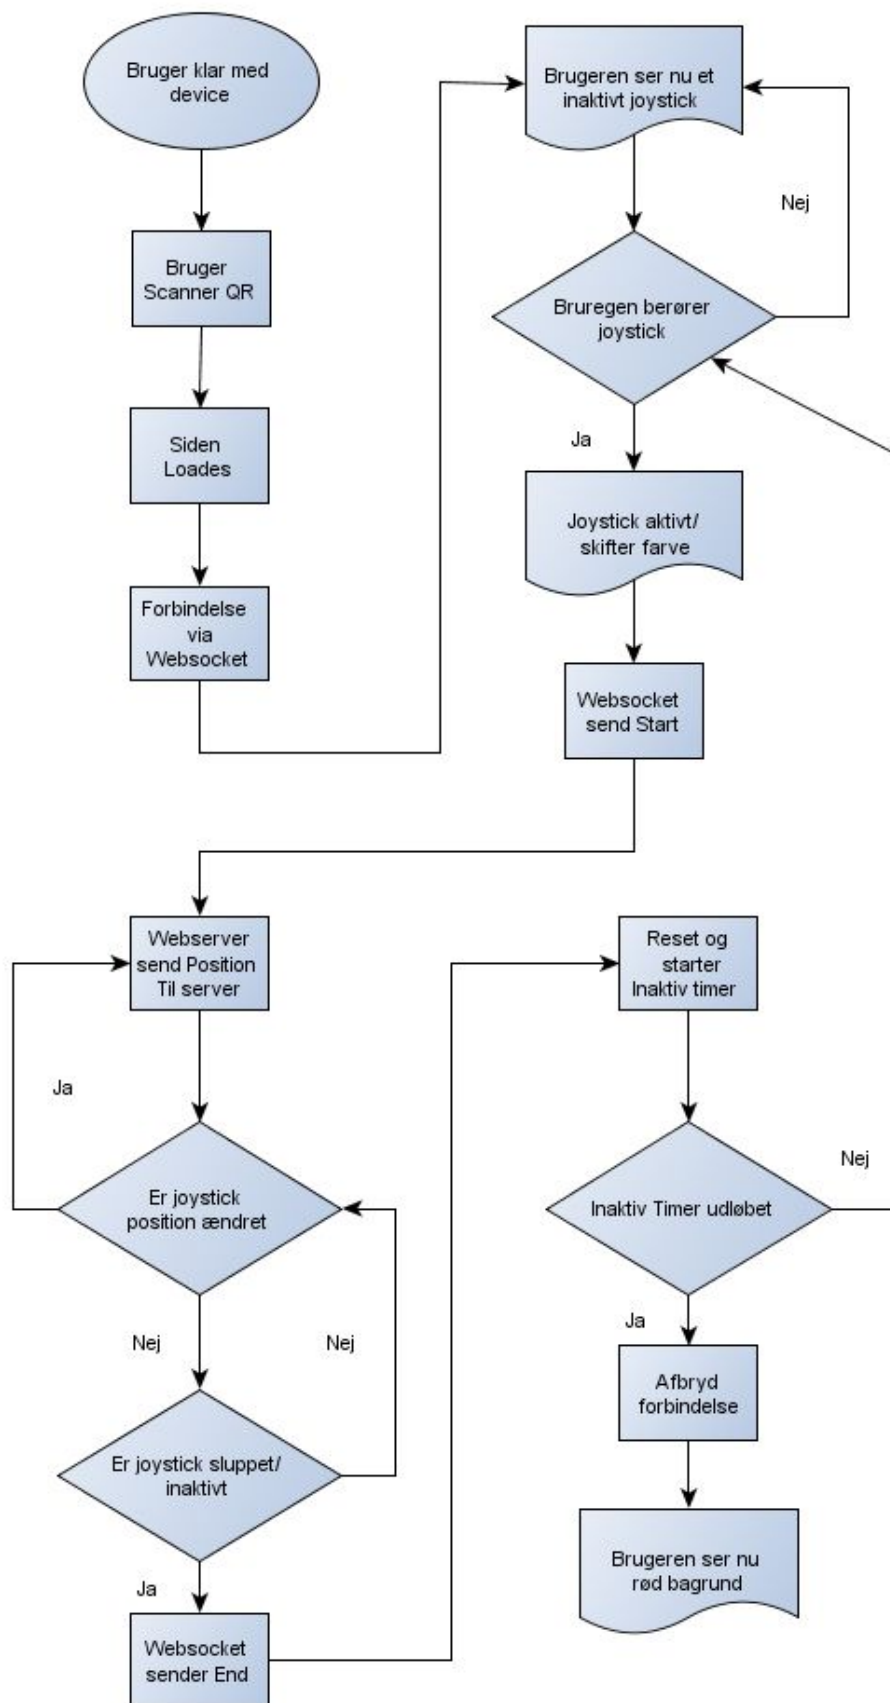 Bruger klar med
device
Bruger
Scanner QR
Siden
Loades
Forbindelse
via
Websocket
Brugeren ser nu et
inaktivt joystick
Nej
Bruregen berører
joystick
Ja
Joystick aktivt/
skifter farve
Websocket
send Start
Webserver
send Position
Til server
Ja
Er joystick
position ændret
Nej
Nej
Er joystick sluppet/
inaktivt
Ja
Websocket
sender End
Reset og
starter
Inaktiv timer
Inaktiv Timer udløbet
Nej
Ja
Afbryd
forbindelse
Brugeren ser nu
rød bagrund